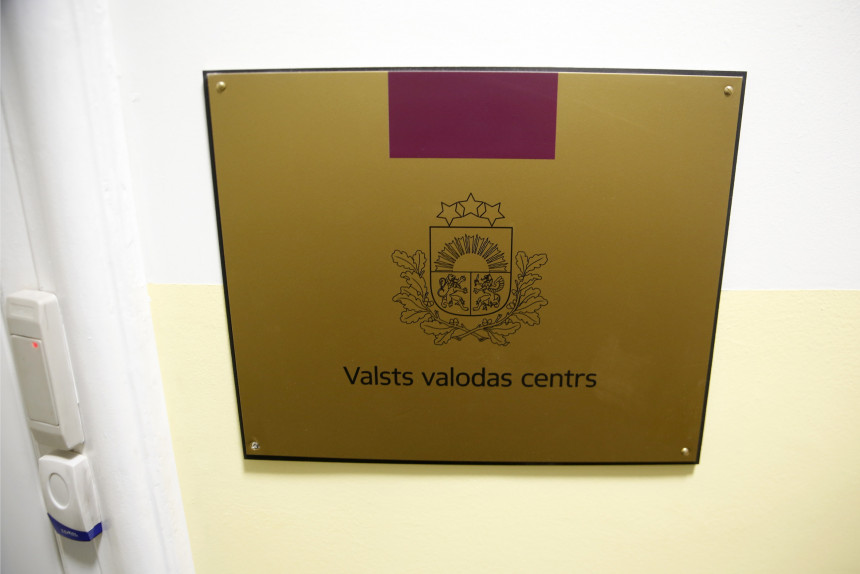 Valsts valodas centrs